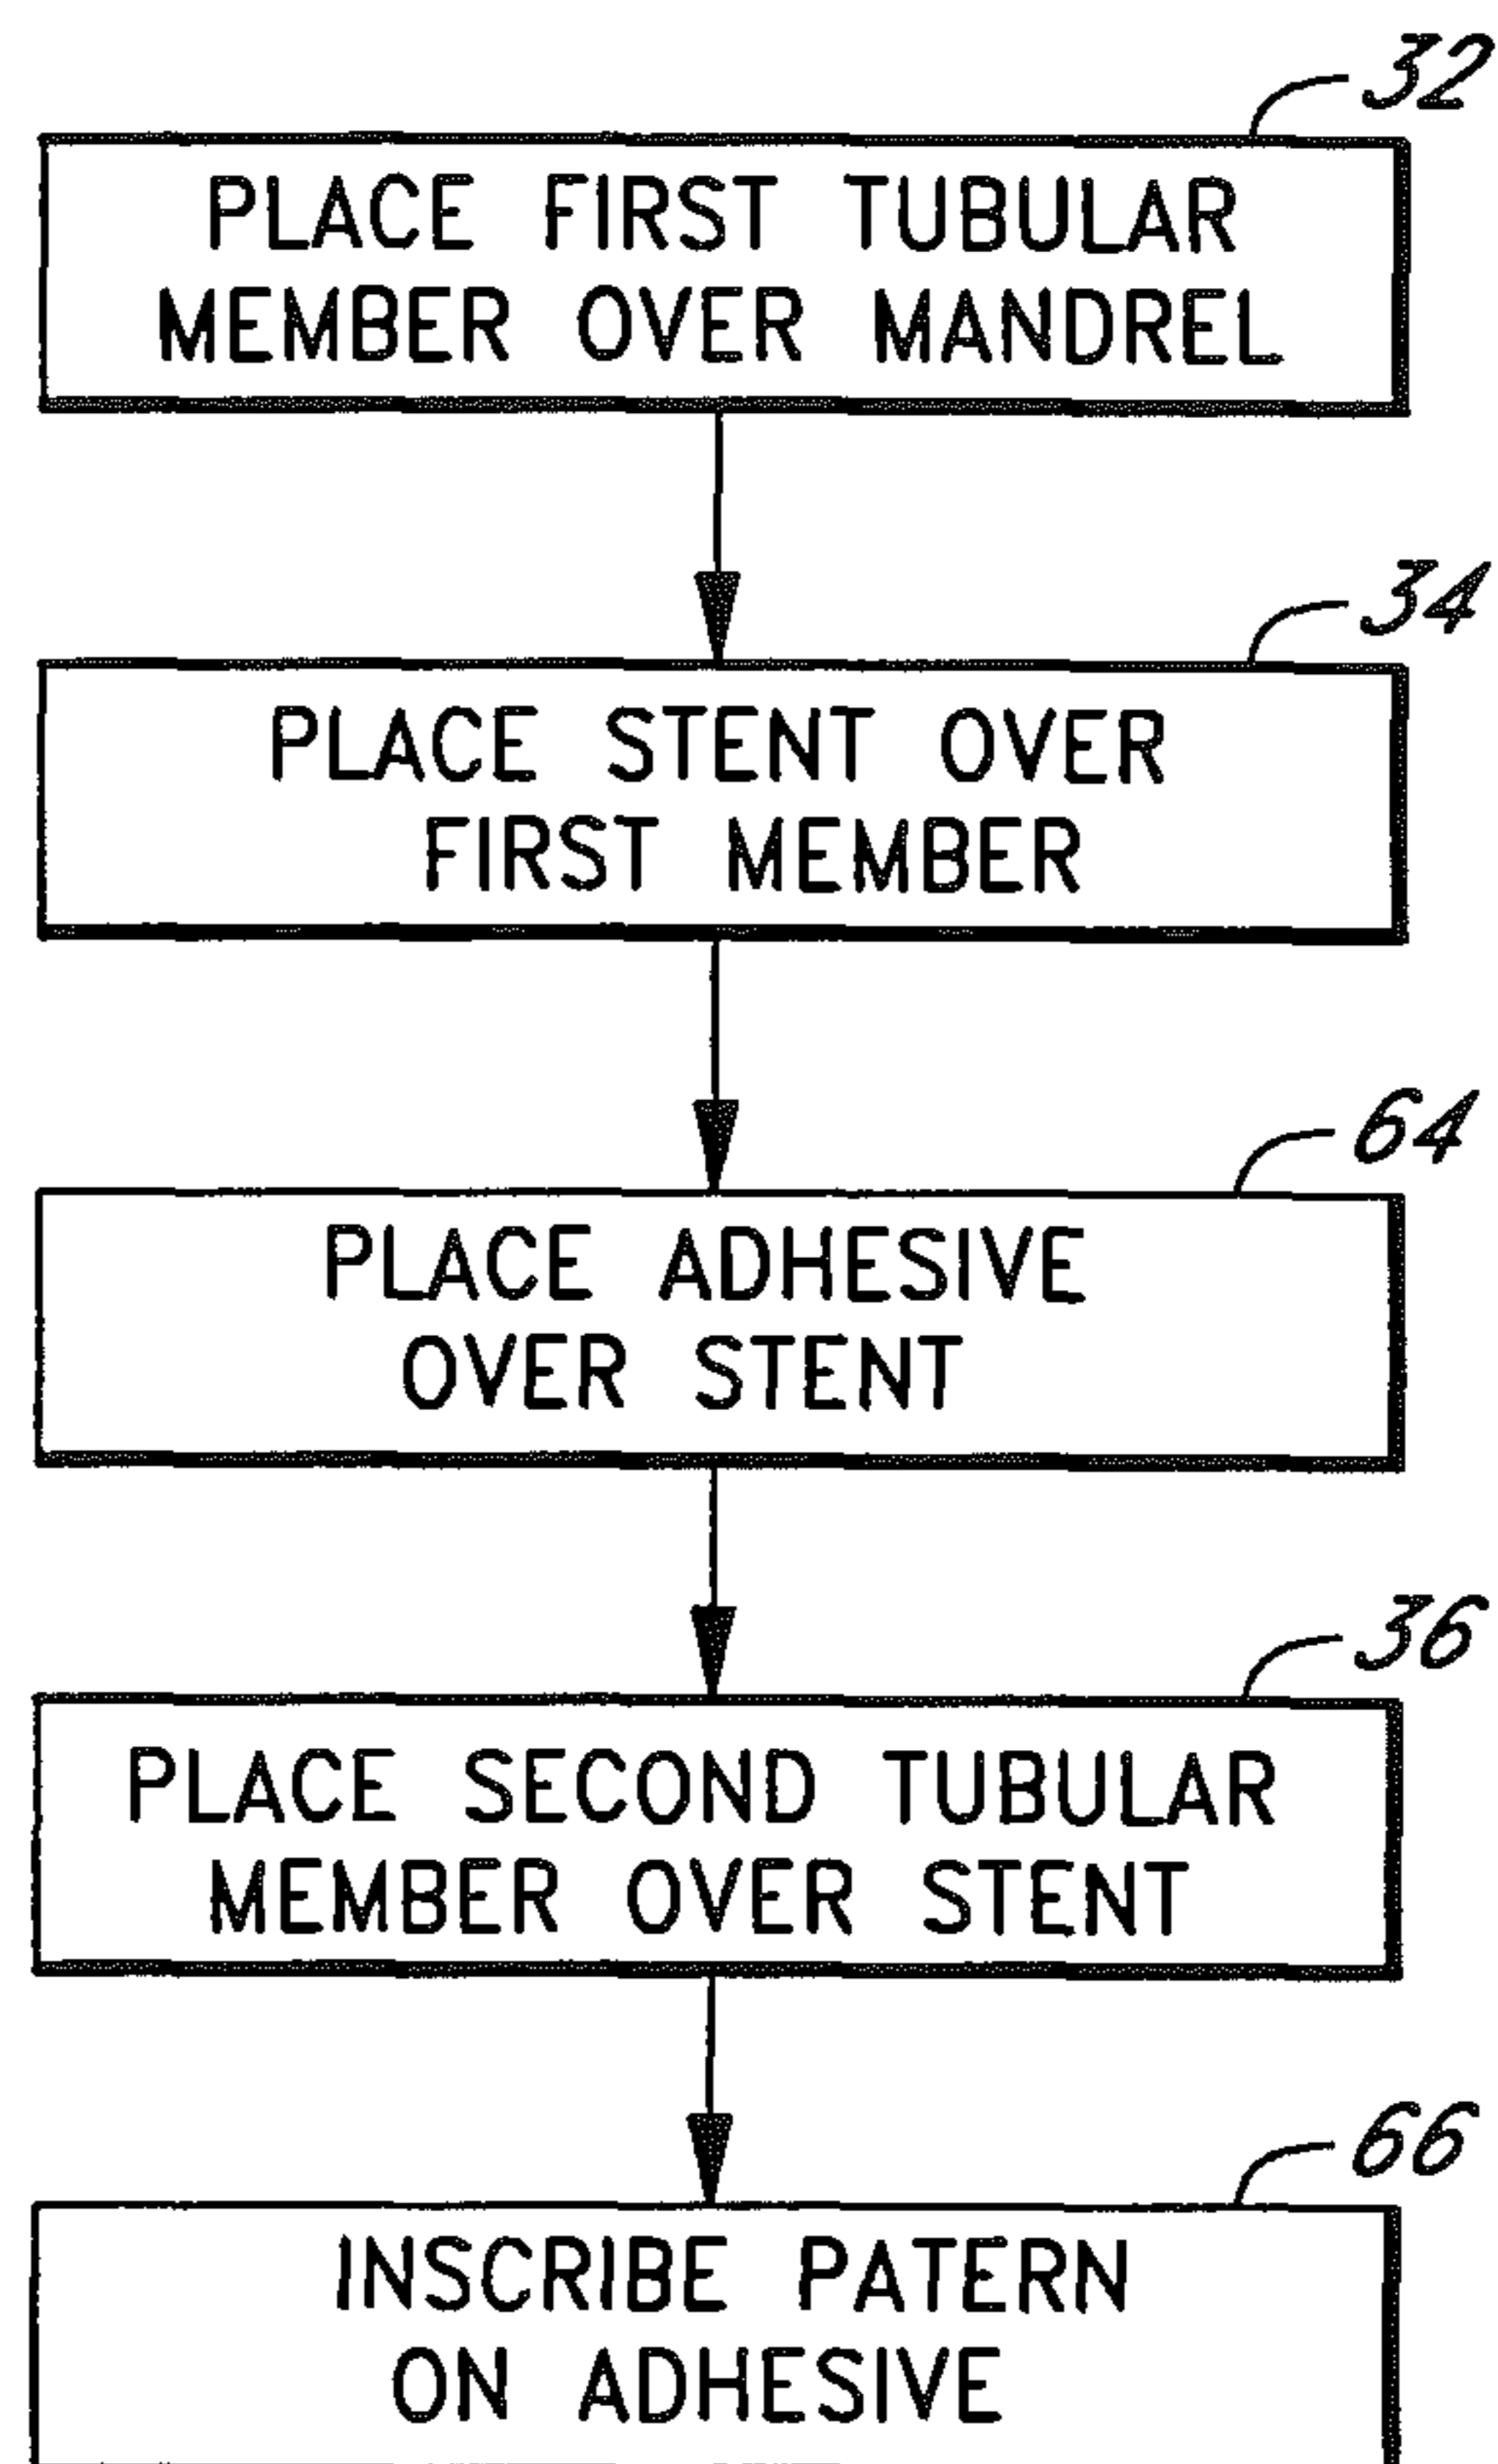 32
PLACE FIRST TUBULAR
MEMBER OVER MANDREL
34
PLACE STENT OVER
FIRST MEMBER
64
PLACE ADHESIVE
OVER STENT
36
PLACE SECOND TUBULAR
MEMBER OVER STENT
66
INSCRIBE PATERN
ON ADHESIVE